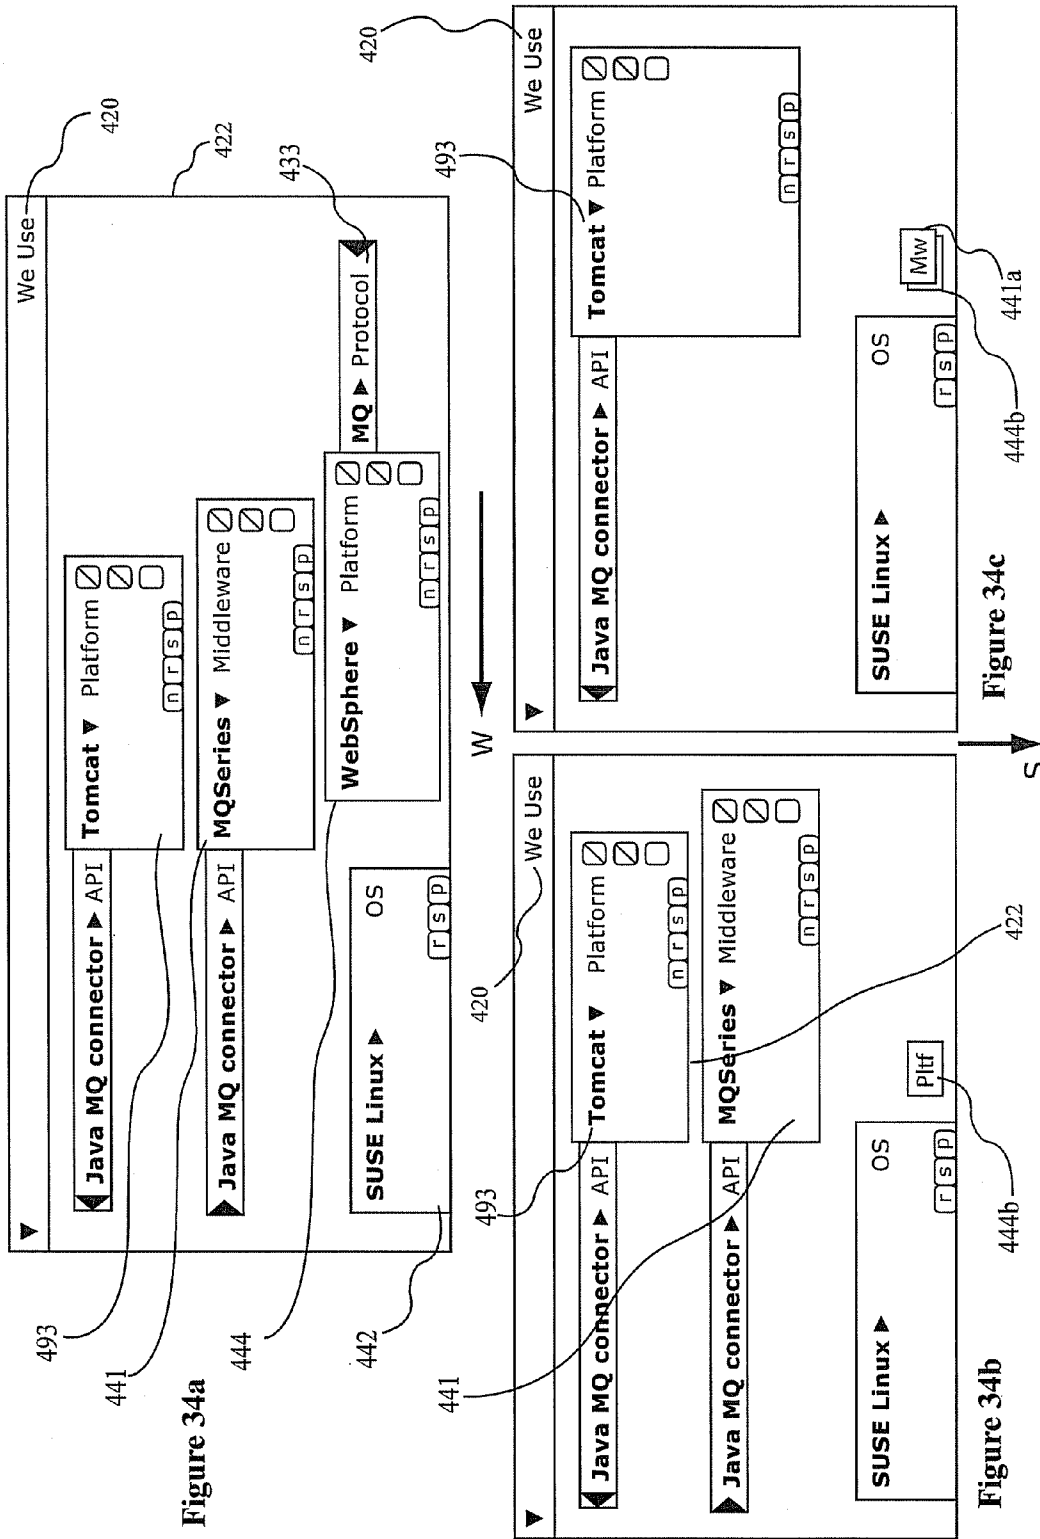 Figure 34a
▼ We Use
420
422
Java MQ connector ▶ API
Tomcat ▼ Platform
n r s p
493
Java MQ connector ▶ API
MQSeries ▼ Middleware
n r s p
441
WebSphere ▼ Platform
n r s p
444
MQ ▶ Protocol
433
SUSE Linux ▶ OS
r s p
442
W
Figure 34b
▼ We Use
420
Java MQ connector ▶ API
Tomcat ▼ Platform
n r s p
493
422
Java MQ connector ▶ API
MQSeries ▼ Middleware
n r s p
441
SUSE Linux ▶ OS
r s p
Pltf
444b
S
Figure 34c
▼ We Use
420
Java MQ connector ▶ API
Tomcat ▼ Platform
n r s p
493
SUSE Linux ▶ OS
r s p
Mw
441a
444b